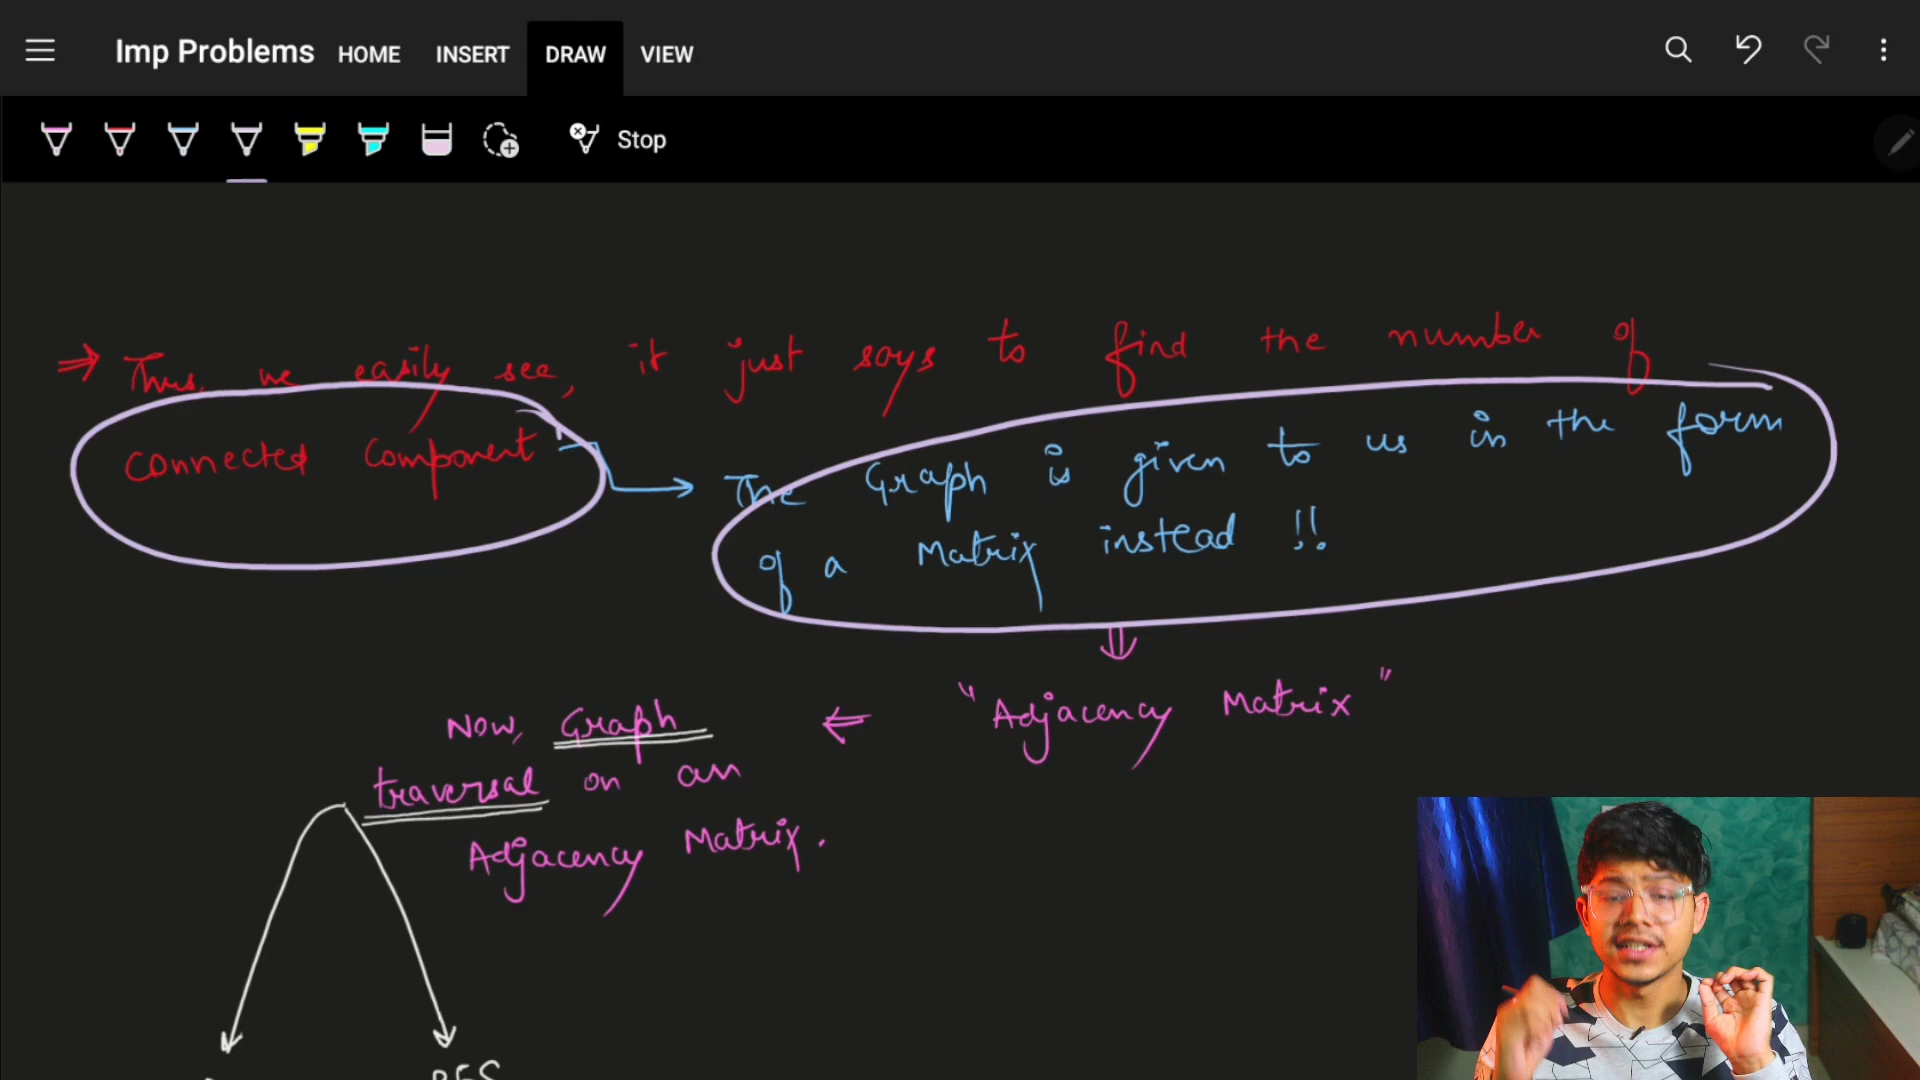 Imp Problems HOME INSERT DRAW VIEW
Stop
⇒ Thus, we easily see, it just says to find the number of
connected component → The Graph is given to us in the form
of a Matrix instead !!
⇓
"Adjacency Matrix"
⇐
Now, Graph
traversal on an
Adjacency Matrix.